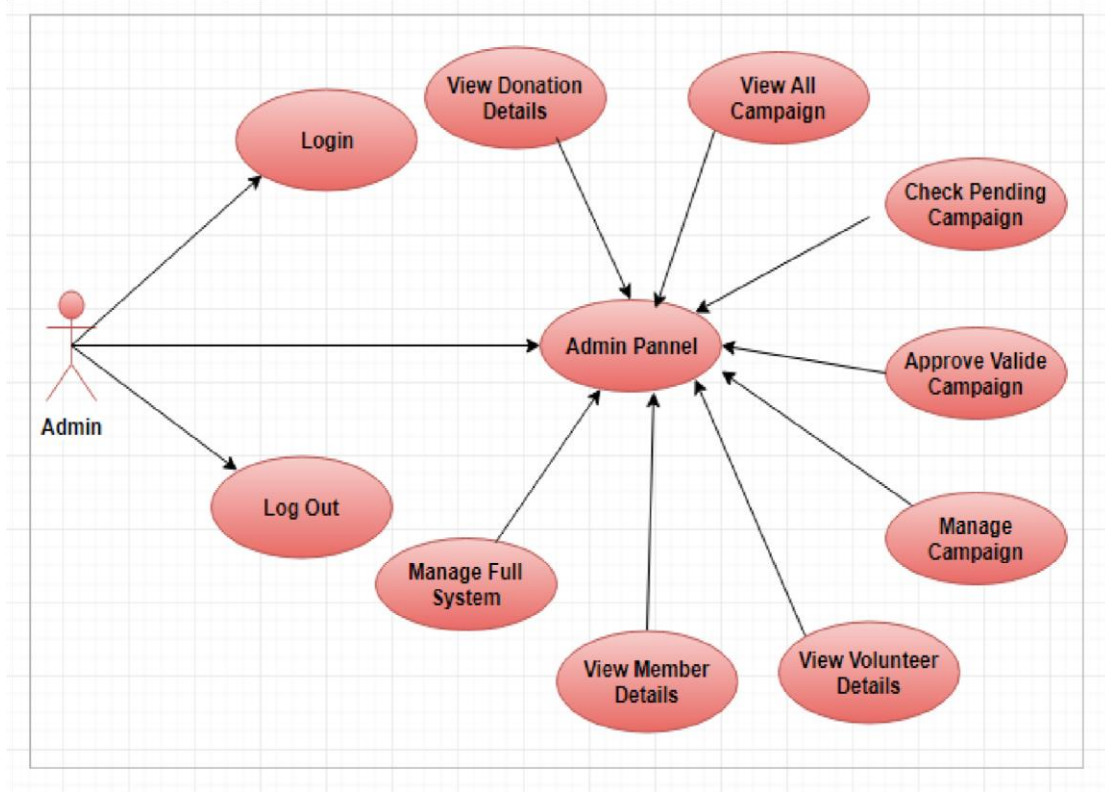 View Donation
Details
View All
Campaign
Login
Check Pending
Campaign
Admin Pannel
Approve Valide
Campaign
Admin
Log Out
Manage
Campaign
Manage Full
System
View Member
Details
View Volunteer
Details